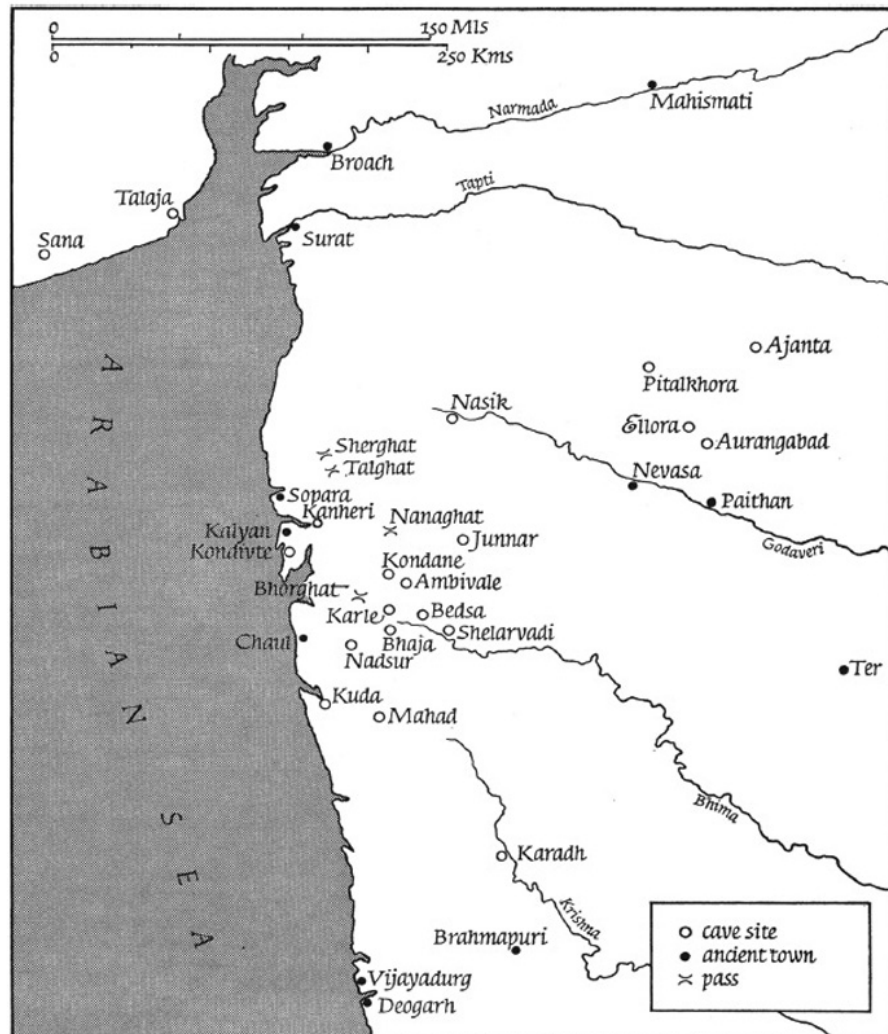 0 150 Mls
0 250 Kms
Mahismati
Narmada
Broach
Tapti
Talaja
Surat
Sana
Ajanta
Pitalkhora
Nasik
Ellora
Aurangabad
Sherghat
Talghat
Nevasa
Sopara
Paithan
Kanheri
Nanaghat
Kalyan
Junnar
Godaveri
Kondivte
Kondane
Ambivale
Bhorghat
Karle
Bedsa
Shelarvadi
Chaul
Bhaja
Nadsur
Ter
Kuda
Mahad
Bhima
ARABIAN SEA
Karadh
Krishna
Brahmapuri
Vijayadurg
Deogarh
cave site
ancient town
pass